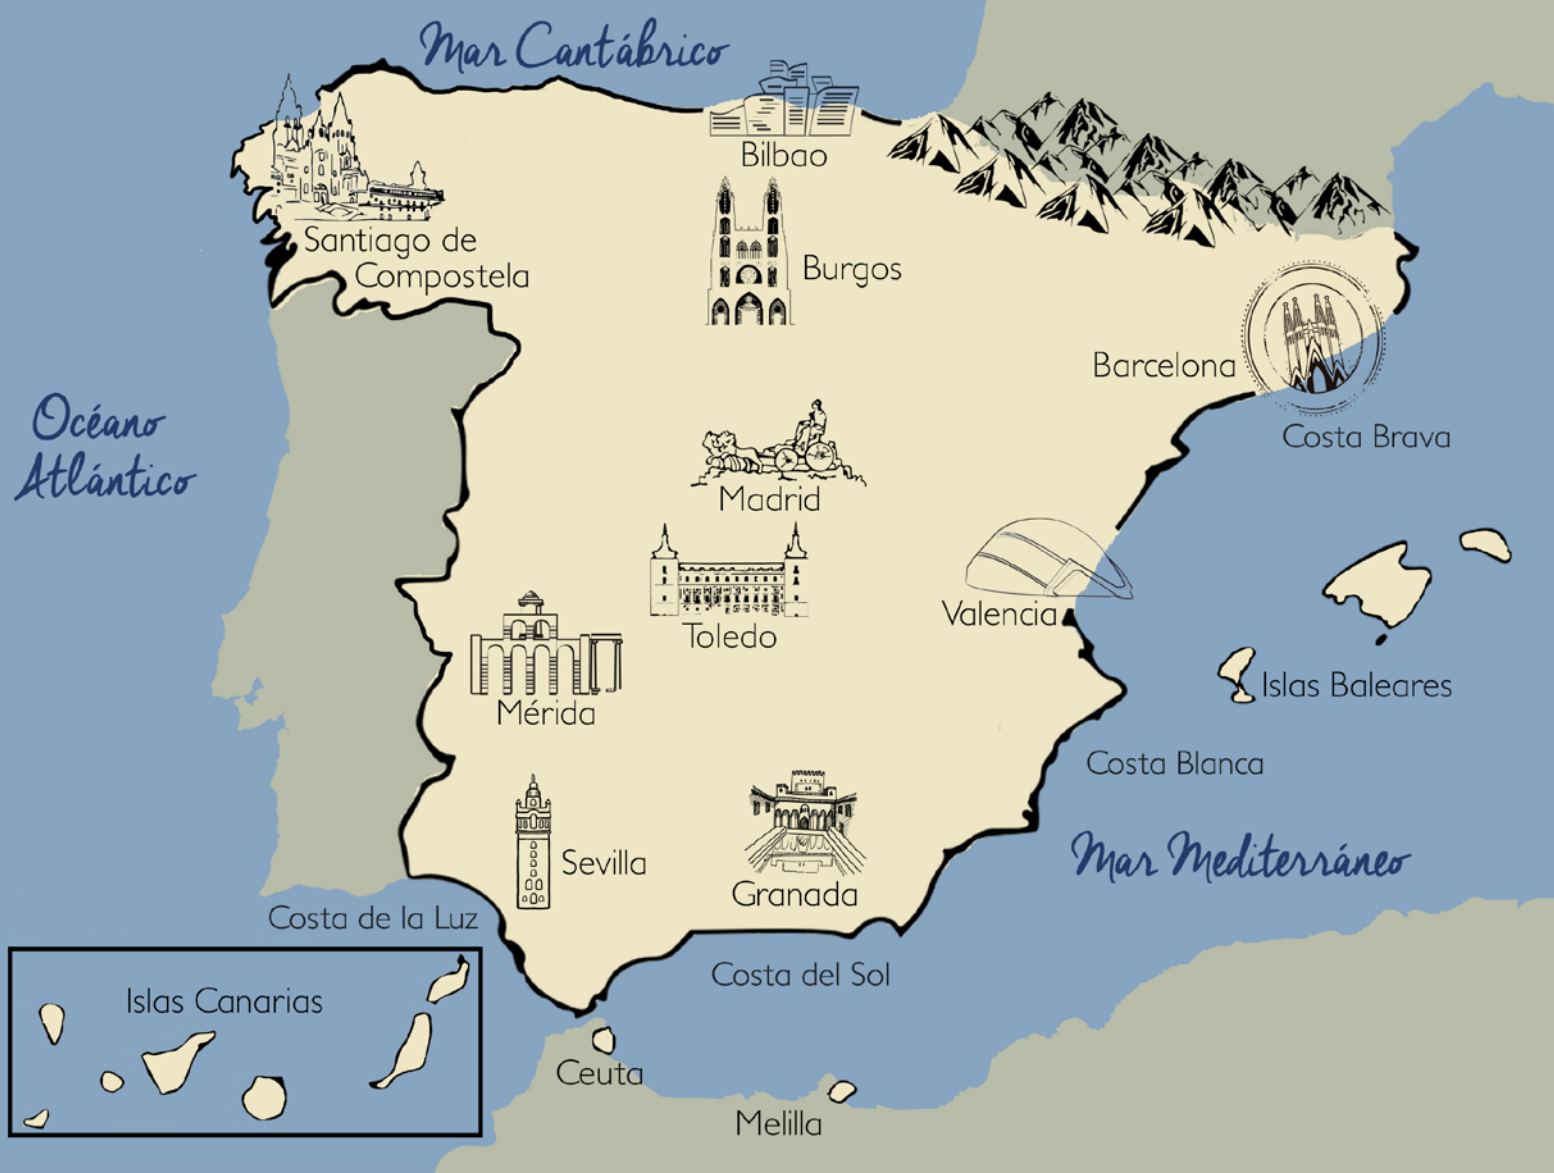 Mar Cantábrico
Bilbao
Santiago de
Compostela
Burgos
Barcelona
Océano
Atlántico
Costa Brava
Madrid
Valencia
Toledo
Islas Baleares
Mérida
Costa Blanca
Mar Mediterráneo
Sevilla
Granada
Costa de la Luz
Costa del Sol
Islas Canarias
Ceuta
Melilla